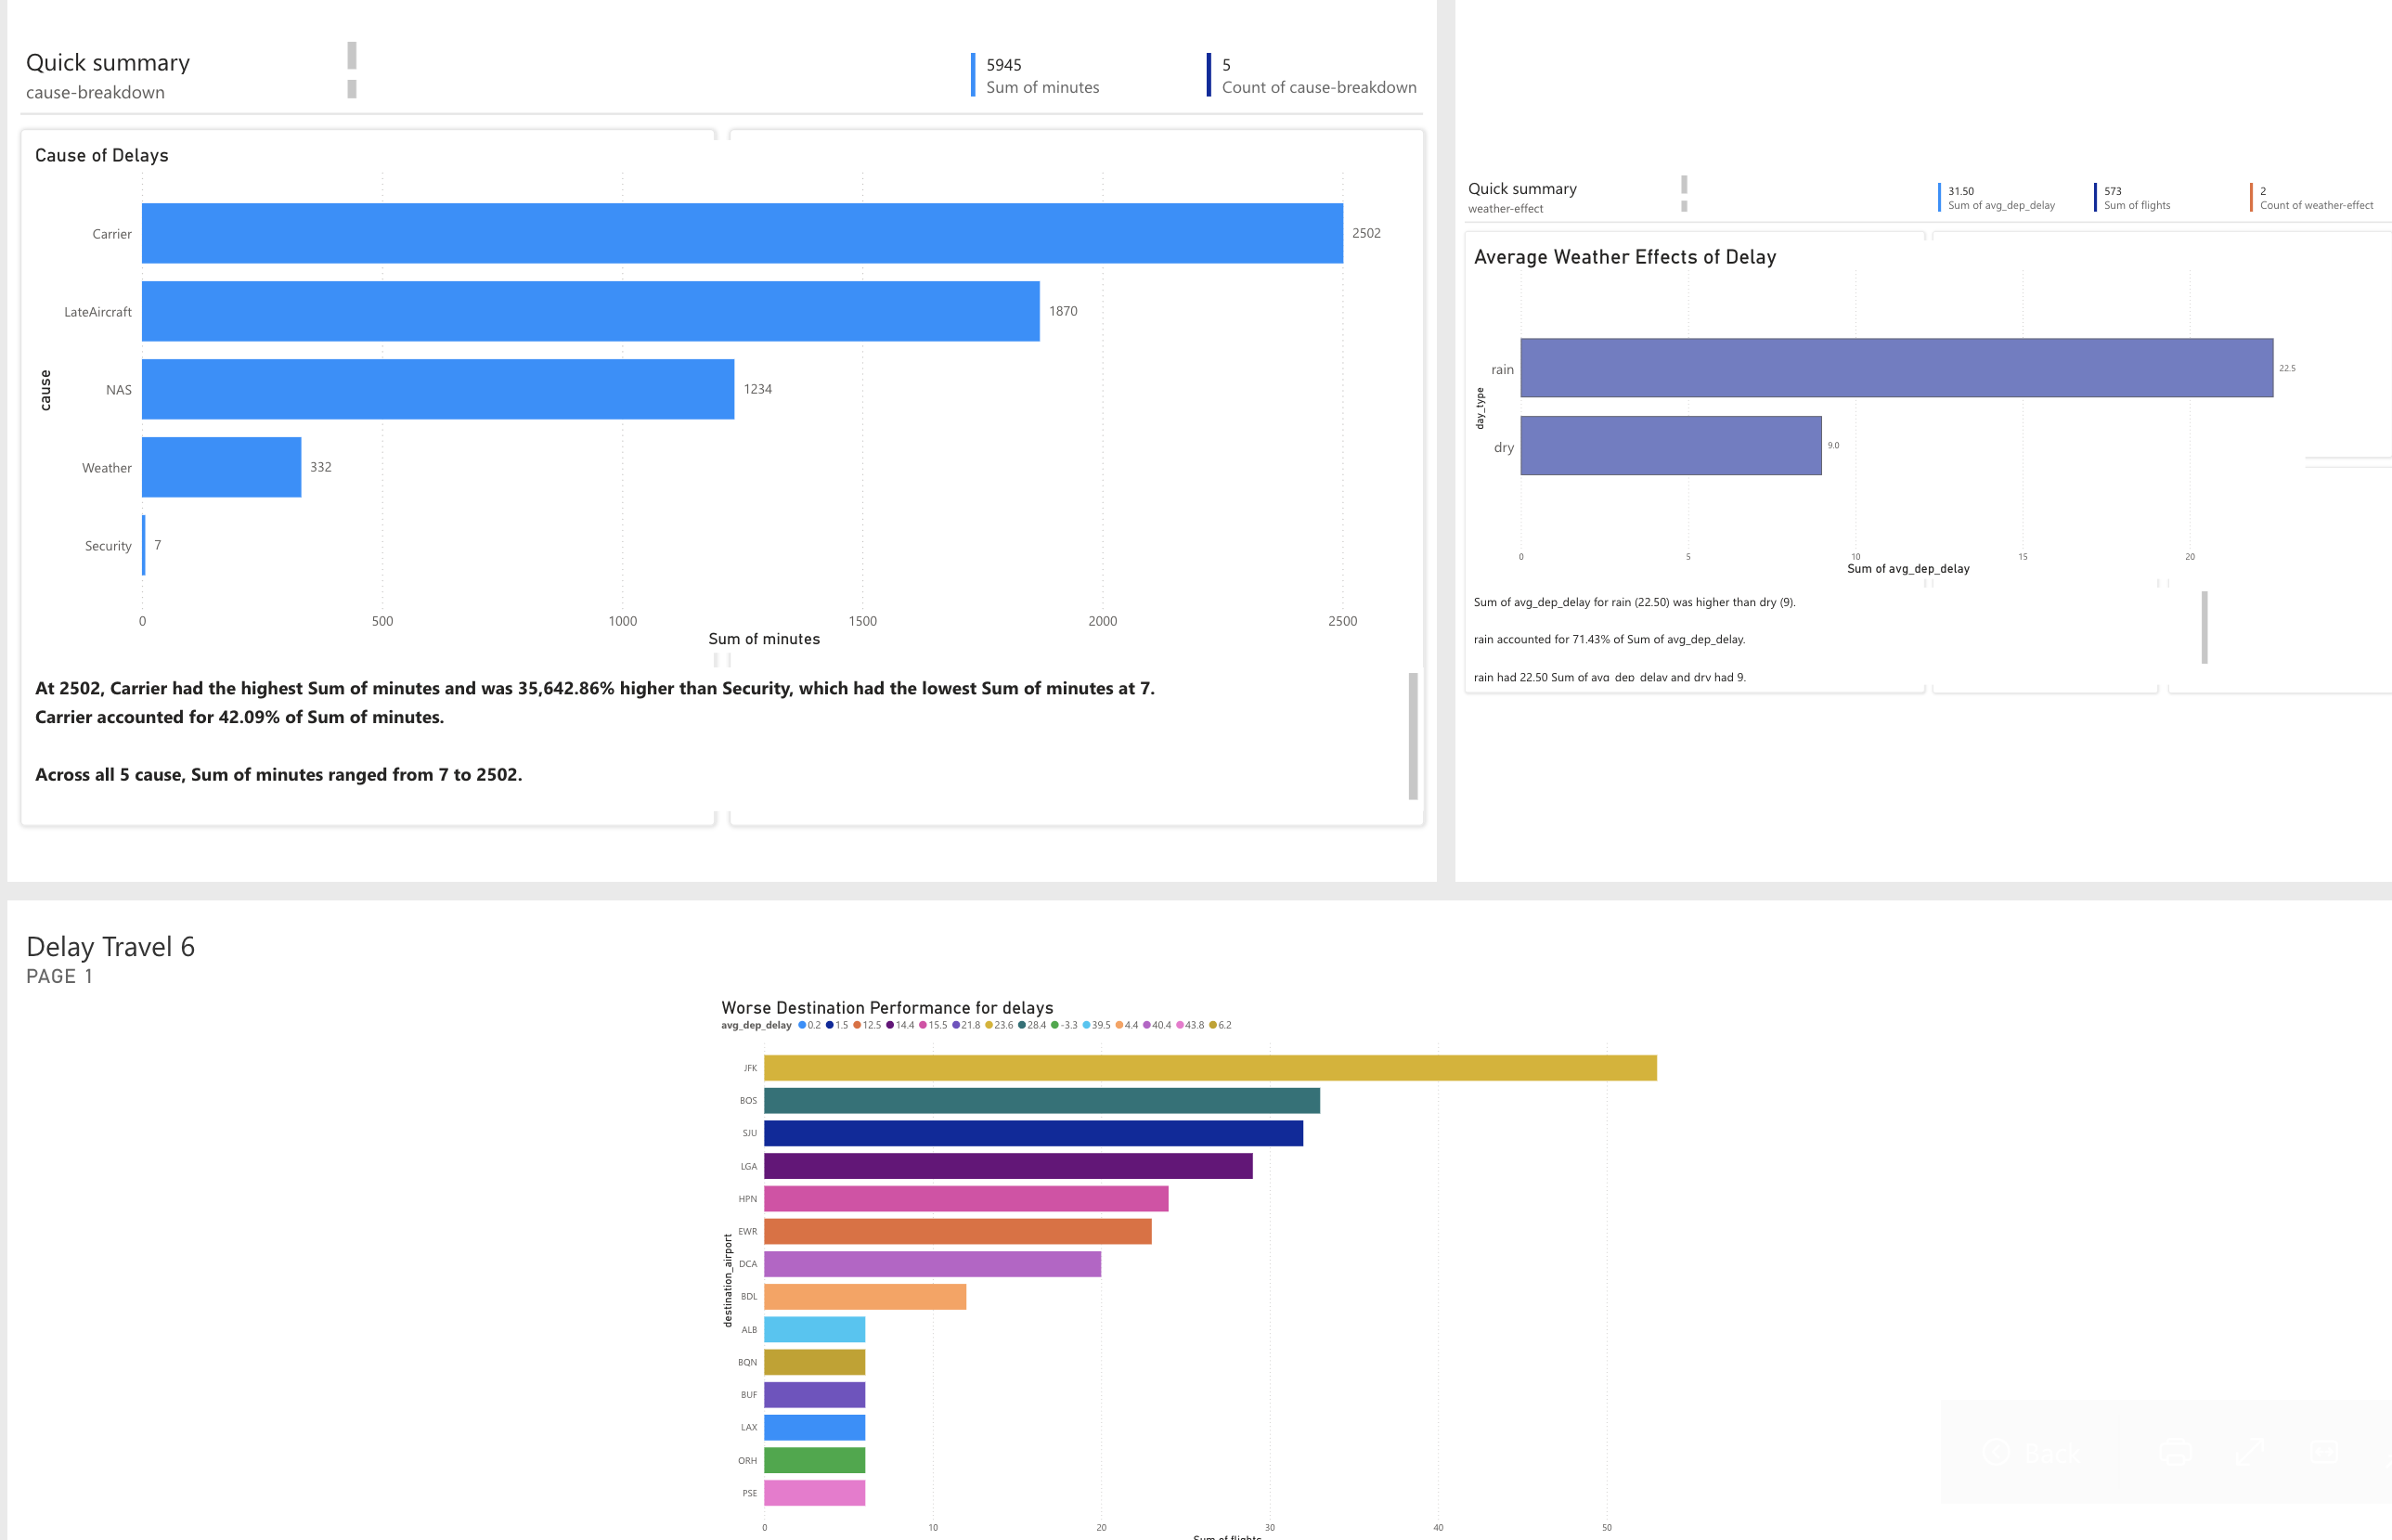 Quick summary
cause-breakdown
5945
Sum of minutes
5
Count of cause-breakdown
Cause of Delays
cause
Carrier
2502
LateAircraft
1870
NAS
1234
Weather
332
Security
7
0 500 1000 1500 2000 2500
Sum of minutes
At 2502, Carrier had the highest Sum of minutes and was 35,642.86% higher than Security, which had the lowest Sum of minutes at 7.
Carrier accounted for 42.09% of Sum of minutes.
Across all 5 cause, Sum of minutes ranged from 7 to 2502.
Quick summary
weather-effect
31.50
Sum of avg_dep_delay
573
Sum of flights
2
Count of weather-effect
Average Weather Effects of Delay
day_type
rain
22.5
dry
9.0
0 5 10 15 20
Sum of avg_dep_delay
Sum of avg_dep_delay for rain (22.50) was higher than dry (9).
rain accounted for 71.43% of Sum of avg_dep_delay.
rain had 22.50 Sum of avg_dep_delay and dry had 9.
Delay Travel 6
PAGE 1
Worse Destination Performance for delays
avg_dep_delay 0.2 1.5 12.5 14.4 15.5 21.8 23.6 28.4 -3.3 39.5 4.4 40.4 43.8 6.2
destination_airport
JFK
BOS
SJU
LGA
HPN
EWR
DCA
BDL
ALB
BQN
BUF
LAX
ORH
PSE
0 10 20 30 40 50
Sum of flights
Back